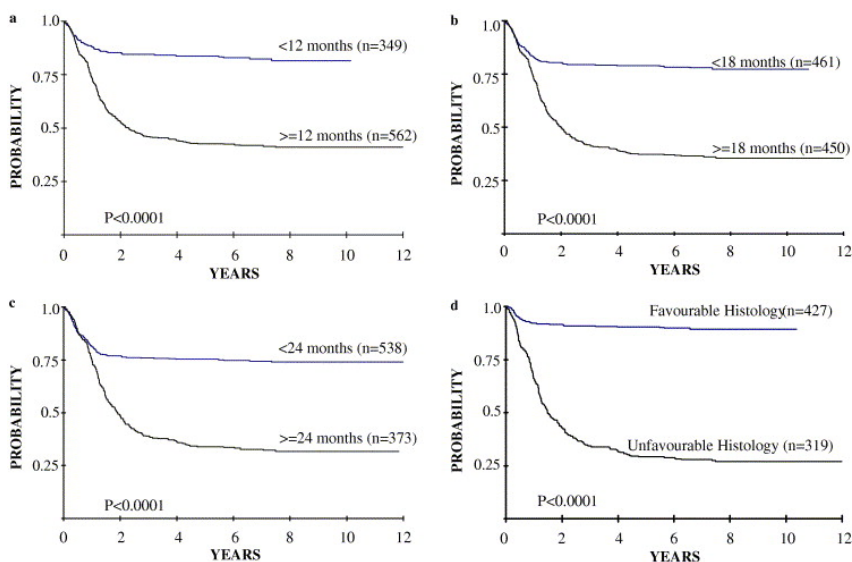 a
1.0
0.75
0.5
0.25
PROBABILITY
<12 months (n=349)
>=12 months (n=562)
P<0.0001
0 2 4 6 8 10 12
YEARS
b
1.0
0.75
0.5
0.25
PROBABILITY
<18 months (n=461)
>=18 months (n=450)
P<0.0001
0 2 4 6 8 10 12
YEARS
c
1.0
0.75
0.5
0.25
PROBABILITY
<24 months (n=538)
>=24 months (n=373)
P<0.0001
0 2 4 6 8 10 12
YEARS
d
1.0
0.75
0.5
0.25
PROBABILITY
Favourable Histology (n=427)
Unfavourable Histology (n=319)
P<0.0001
0 2 4 6 8 10 12
YEARS